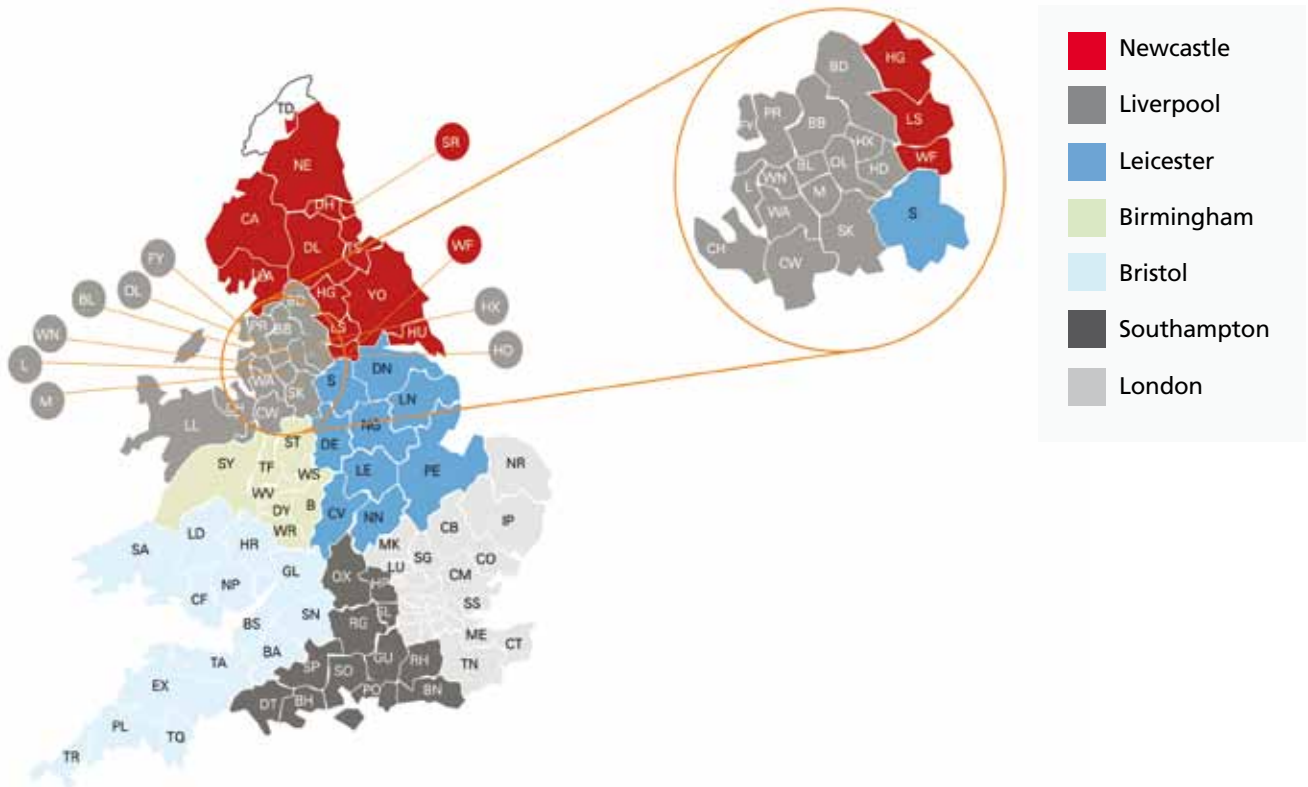 TD
NE
SR
DH
CA
DL
TS
WF
LA
HG
YO
FY
BD
OL
BL
PR
BB
LS
HU
HX
WN
HD
L
WA
S
DN
M
SK
LN
CH
CW
LL
NG
ST
DE
SY
TF
WS
LE
PE
NR
WV
DY
B
CV
NN
WR
CB
IP
LD
HR
MK
SG
CO
SA
GL
LU
OX
CM
NP
HP
CF
SN
SS
BS
RG
SL
ME
CT
BA
TA
GU
RH
TN
SP
SO
EX
PO
BN
DT
BH
PL
TQ
TR
HG
BD
PR
FY
BB
LS
HX
WF
BL
OL
HD
WN
L
M
WA
S
SK
CH
CW
Newcastle
Liverpool
Leicester
Birmingham
Bristol
Southampton
London